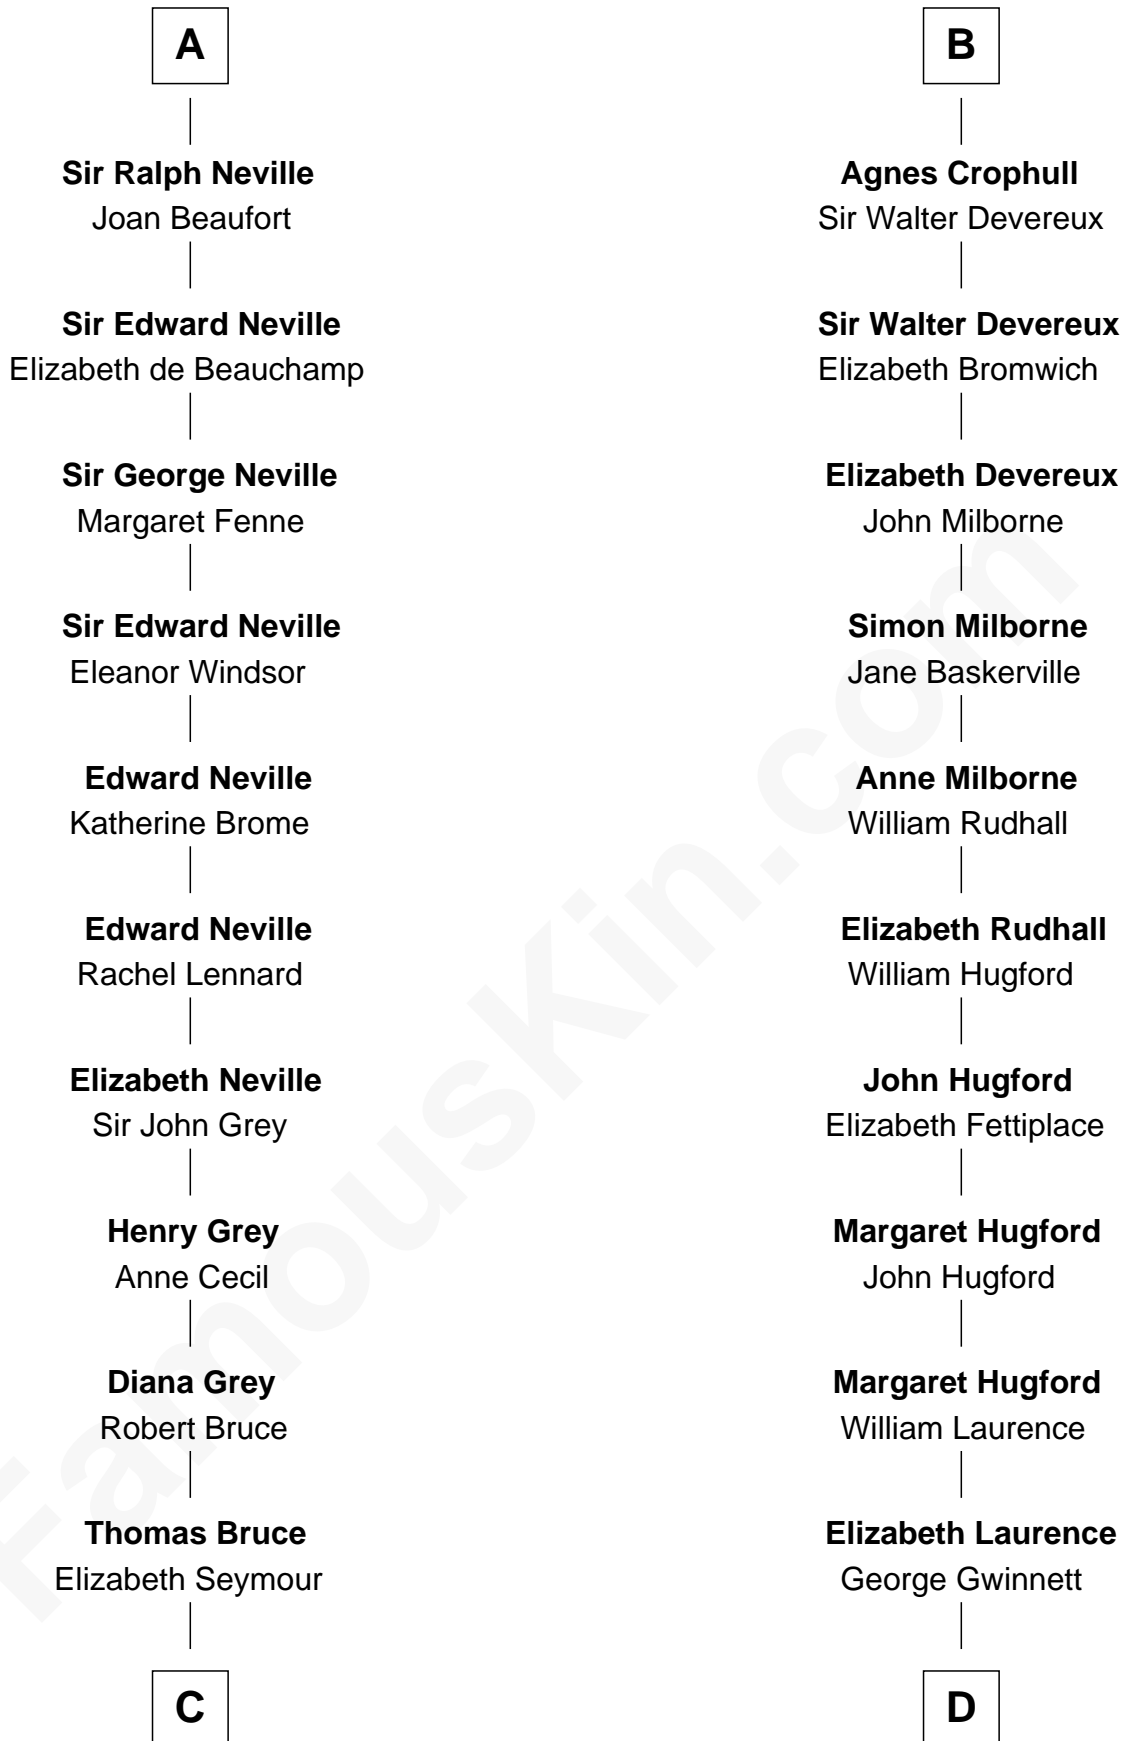 A
Sir Ralph Neville
Joan Beaufort
Sir Edward Neville
Elizabeth de Beauchamp
Sir George Neville
Margaret Fenne
Sir Edward Neville
Eleanor Windsor
Edward Neville
Katherine Brome
Edward Neville
Rachel Lennard
Elizabeth Neville
Sir John Grey
Henry Grey
Anne Cecil
Diana Grey
Robert Bruce
Thomas Bruce
Elizabeth Seymour
C
B
Agnes Crophull
Sir Walter Devereux
Sir Walter Devereux
Elizabeth Bromwich
Elizabeth Devereux
John Milborne
Simon Milborne
Jane Baskerville
Anne Milborne
William Rudhall
Elizabeth Rudhall
William Hugford
John Hugford
Elizabeth Fettiplace
Margaret Hugford
John Hugford
Margaret Hugford
William Laurence
Elizabeth Laurence
George Gwinnett
D
FamousKin.com